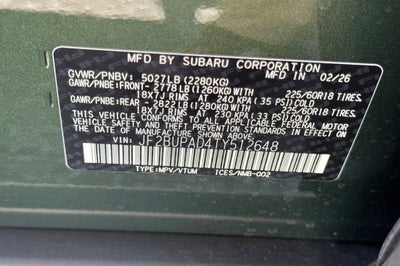 MFD BY SUBARU CORPORATION
GVWR/PNBV: 5027LB (2280KG) IN 02/26
GAWR/PNBE:FRONT-2778LB(1260KG)WITH 225/60R18 TIRES.
18X7J RIMS AT 240 KPA(35 PSI)COLD
GAWR/PNBE:REAR -2822LB(1280KG)WITH 225/60R18 TIRES.
18X7J RIMS AT 230 KPA(33 PSI)COLD
THIS VEHICLE CONFORMS TO ALL APPLICABLE FEDERAL MOTOR
VEHICLE SAFETY, BUMPER, AND THEFT PREVENTION STANDARDS IN
EFFECT ON THE DATE OF MANUFACTURE SHOWN ABOVE.
VIN: JF2BUPAD4TY512648
TYPE:MPV/VTUM ICES/NMB-002